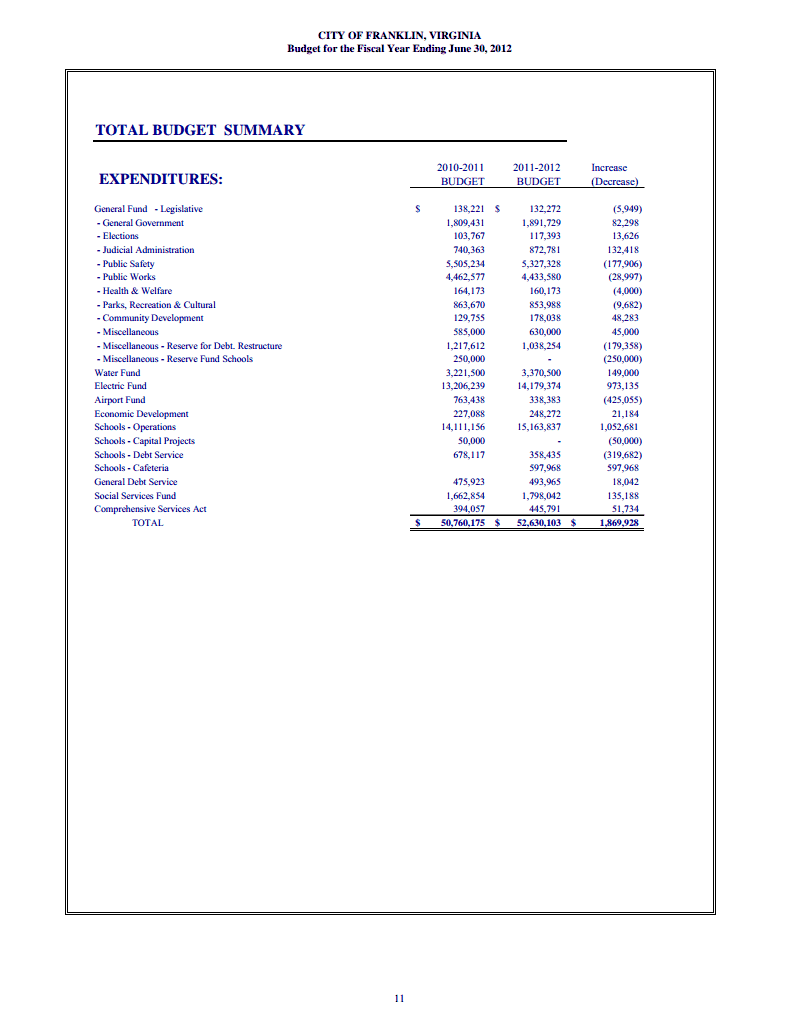 CITY OF FRANKLIN, VIRGINIA
Budget for the Fiscal Year Ending June 30, 2012
TOTAL BUDGET SUMMARY
2010-2011 2011-2012 Increase
EXPENDITURES: BUDGET BUDGET (Decrease)
General Fund - Legislative $ 138,221 $ 132,272 (5,949)
- General Government 1,809,431 1,891,729 82,298
- Elections 103,767 117,393 13,626
- Judicial Administration 740,363 872,781 132,418
- Public Safety 5,505,234 5,327,328 (177,906)
- Public Works 4,462,577 4,433,580 (28,997)
- Health & Welfare 164,173 160,173 (4,000)
- Parks, Recreation & Cultural 863,670 853,988 (9,682)
- Community Development 129,755 178,038 48,283
- Miscellaneous 585,000 630,000 45,000
- Miscellaneous - Reserve for Debt. Restructure 1,217,612 1,038,254 (179,358)
- Miscellaneous - Reserve Fund Schools 250,000 - (250,000)
Water Fund 3,221,500 3,370,500 149,000
Electric Fund 13,206,239 14,179,374 973,135
Airport Fund 763,438 338,383 (425,055)
Economic Development 227,088 248,272 21,184
Schools - Operations 14,111,156 15,163,837 1,052,681
Schools - Capital Projects 50,000 - (50,000)
Schools - Debt Service 678,117 358,435 (319,682)
Schools - Cafeteria 597,968 597,968
General Debt Service 475,923 493,965 18,042
Social Services Fund 1,662,854 1,798,042 135,188
Comprehensive Services Act 394,057 445,791 51,734
TOTAL $ 50,760,175 $ 52,630,103 $ 1,869,928
11